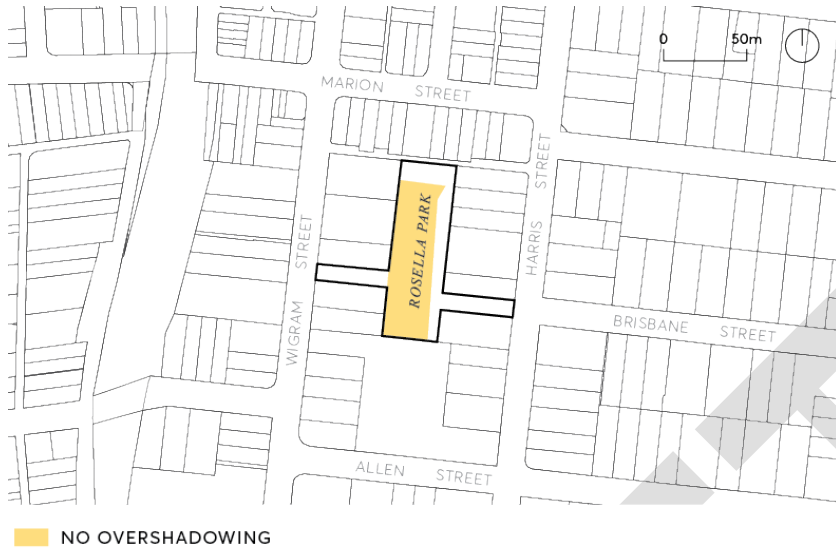 0 50m
MARION STREET
HARRIS STREET
ROSELLA PARK
WIGRAM STREET
BRISBANE STREET
ALLEN STREET
NO OVERSHADOWING